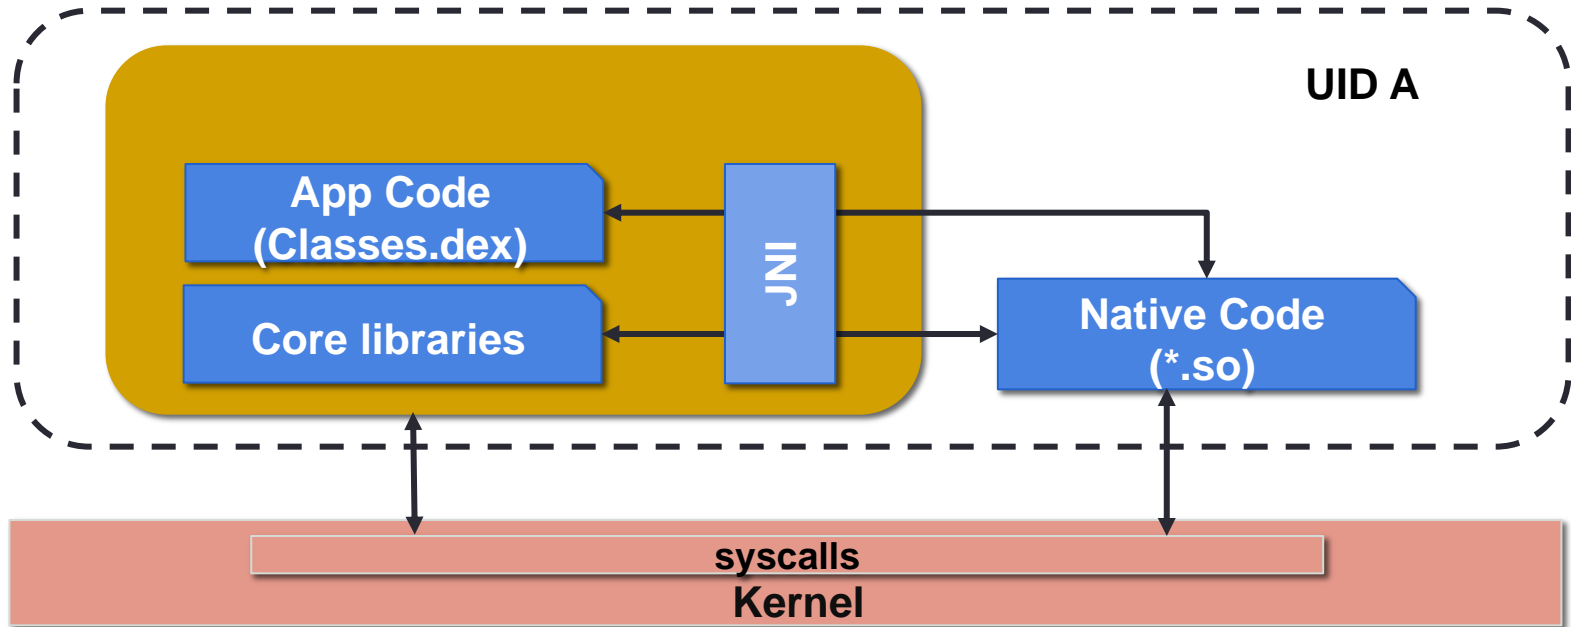 UID A
App Code
(Classes.dex)
JNI
Core libraries
Native Code
(*.so)
syscalls
Kernel